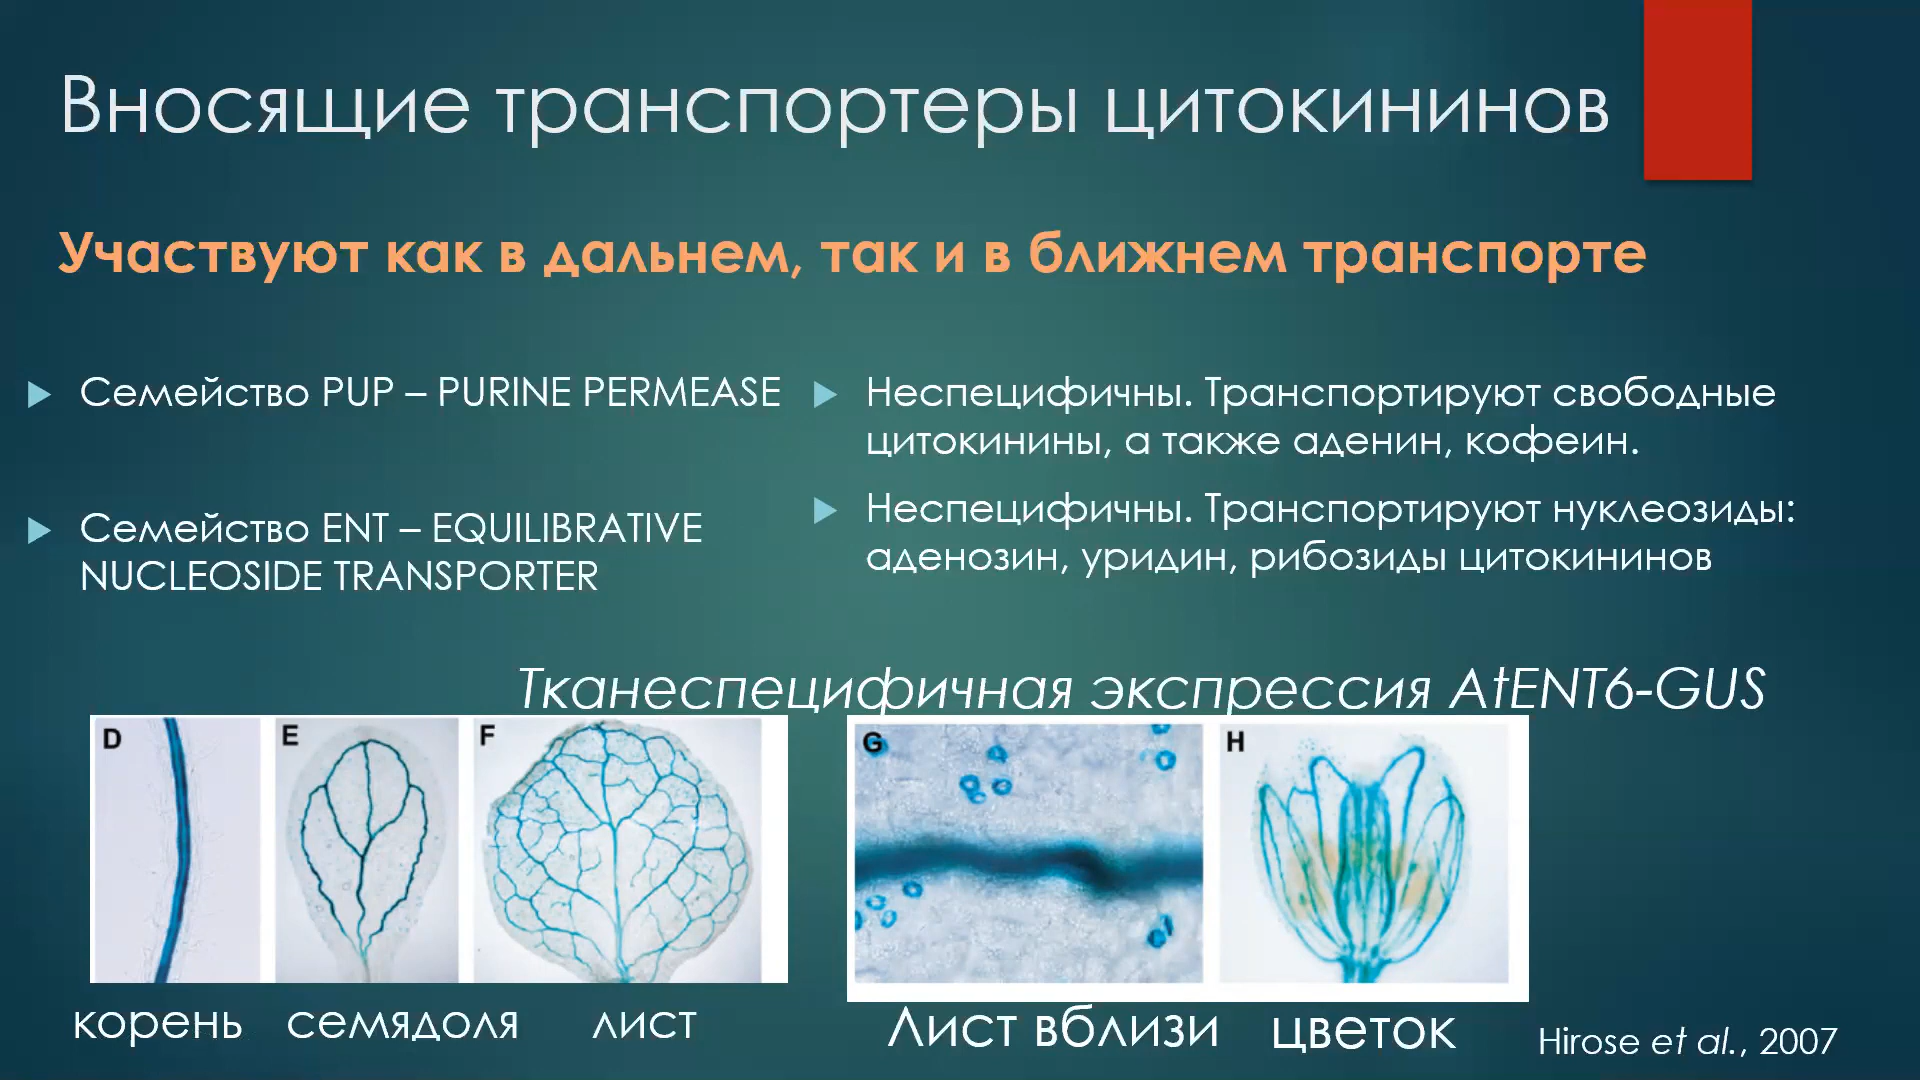 Вносящие транспортеры цитокининов
Участвуют как в дальнем, так и в ближнем транспорте
Семейство PUP – PURINE PERMEASE
Семейство ENT – EQUILIBRATIVE
NUCLEOSIDE TRANSPORTER
Неспецифичны. Транспортируют свободные
цитокинины, а также аденин, кофеин.
Неспецифичны. Транспортируют нуклеозиды:
аденозин, уридин, рибозиды цитокининов
Тканеспецифичная экспрессия AtENT6-GUS
D
E
F
G
H
корень
семядоля
лист
Лист вблизи
цветок
Hirose et al., 2007